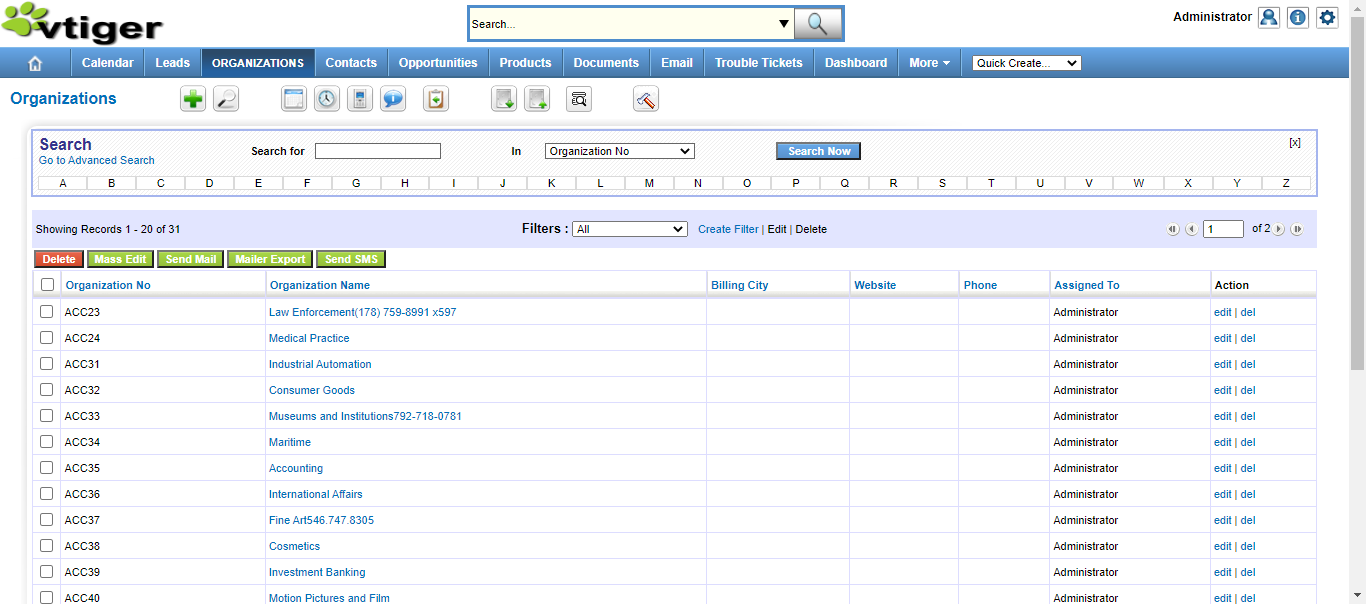 vtiger
Search...
Administrator
Calendar Leads ORGANIZATIONS Contacts Opportunities Products Documents Email Trouble Tickets Dashboard More Quick Create...
Organizations
Search
Go to Advanced Search
Search for In Organization No Search Now [x]
A B C D E F G H I J K L M N O P Q R S T U V W X Y Z
Showing Records 1 - 20 of 31 Filters : All Create Filter | Edit | Delete 1 of 2
Delete Mass Edit Send Mail Mailer Export Send SMS
Organization No Organization Name Billing City Website Phone Assigned To Action
ACC23 Law Enforcement(178) 759-8991 x597 Administrator edit | del
ACC24 Medical Practice Administrator edit | del
ACC31 Industrial Automation Administrator edit | del
ACC32 Consumer Goods Administrator edit | del
ACC33 Museums and Institutions792-718-0781 Administrator edit | del
ACC34 Maritime Administrator edit | del
ACC35 Accounting Administrator edit | del
ACC36 International Affairs Administrator edit | del
ACC37 Fine Art546.747.8305 Administrator edit | del
ACC38 Cosmetics Administrator edit | del
ACC39 Investment Banking Administrator edit | del
ACC40 Motion Pictures and Film Administrator edit | del